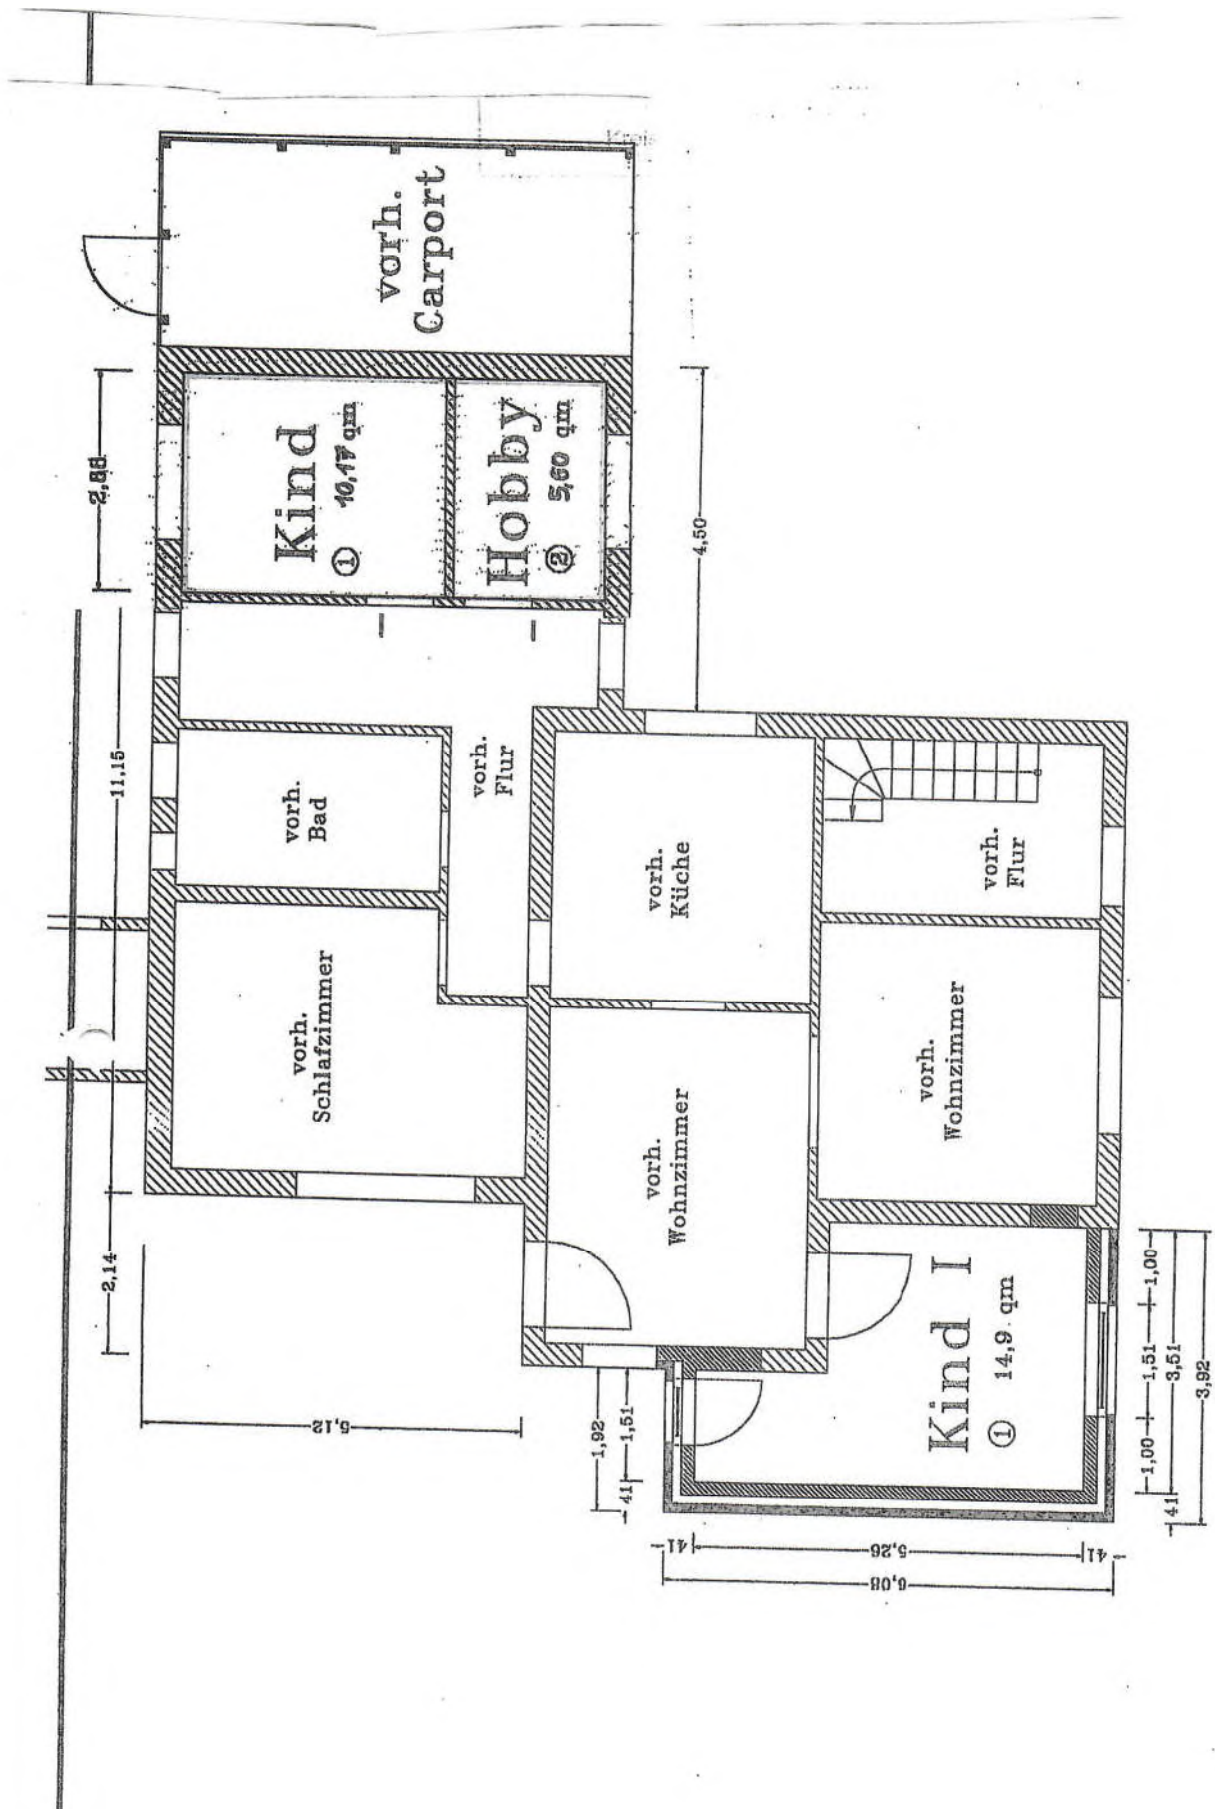 vorh.
Carport
Kind
① 10,17 qm
Hobby
② 5,60 qm
2,88
4,50
11,15
vorh.
Bad
vorh.
Flur
vorh.
Küche
vorh.
Flur
vorh.
Schlafzimmer
vorh.
Wohnzimmer
vorh.
Wohnzimmer
2,14
5,12
Kind I
① 14,9 qm
1,92
1,51
41
1,00
1,51
1,00
3,51
41
3,92
41
5,26
41
6,08